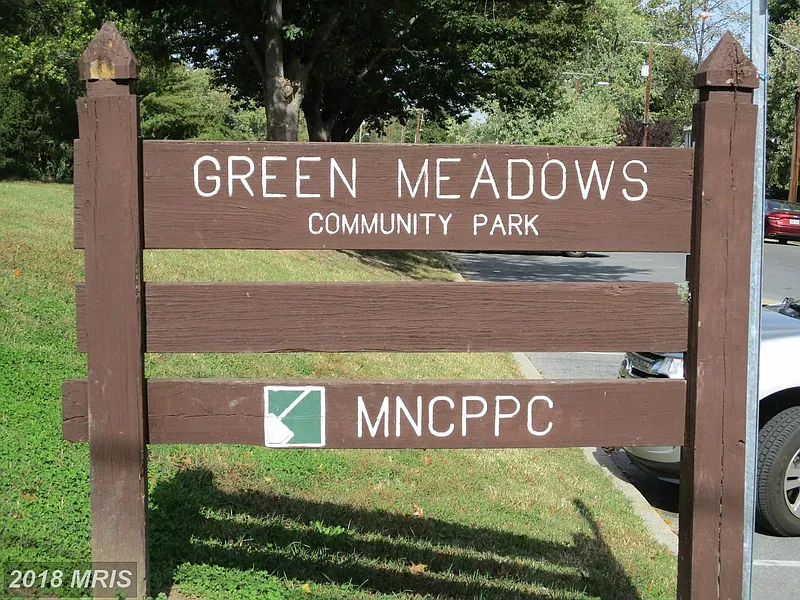 GREEN MEADOWS
COMMUNITY PARK
MNCPPC
2018 MRIS